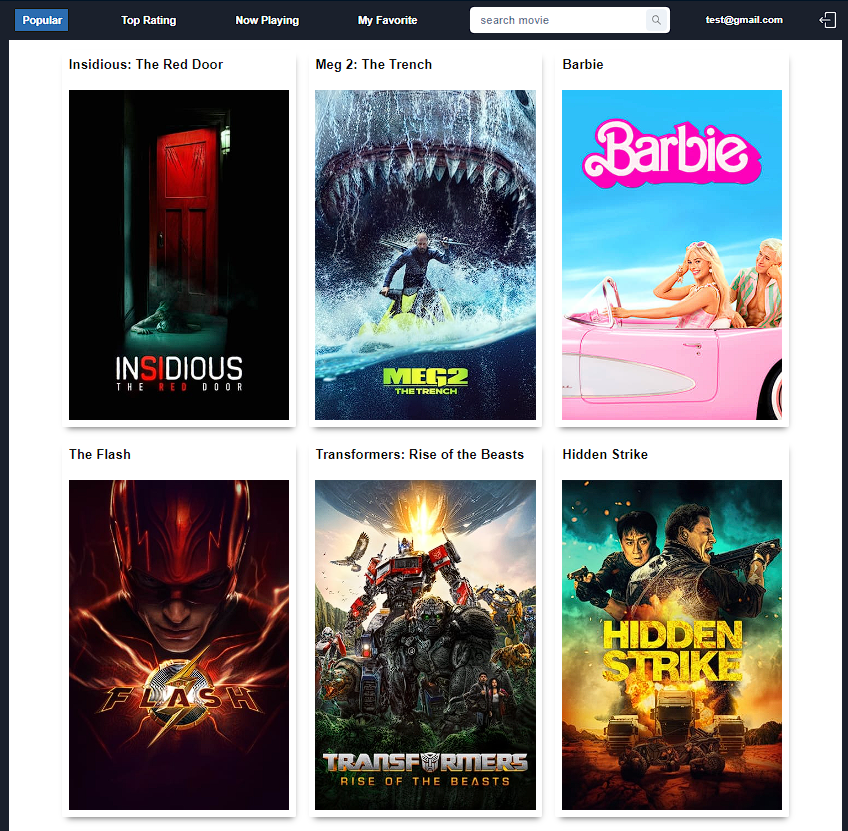 Popular Top Rating Now Playing My Favorite search movie test@gmail.com
Insidious: The Red Door
Meg 2: The Trench
Barbie
INSIDIOUS
THE RED DOOR
MEG2
THE TRENCH
Barbie
The Flash
Transformers: Rise of the Beasts
Hidden Strike
FLASH
TRANSFORMERS
RISE OF THE BEASTS
HIDDEN
STRIKE